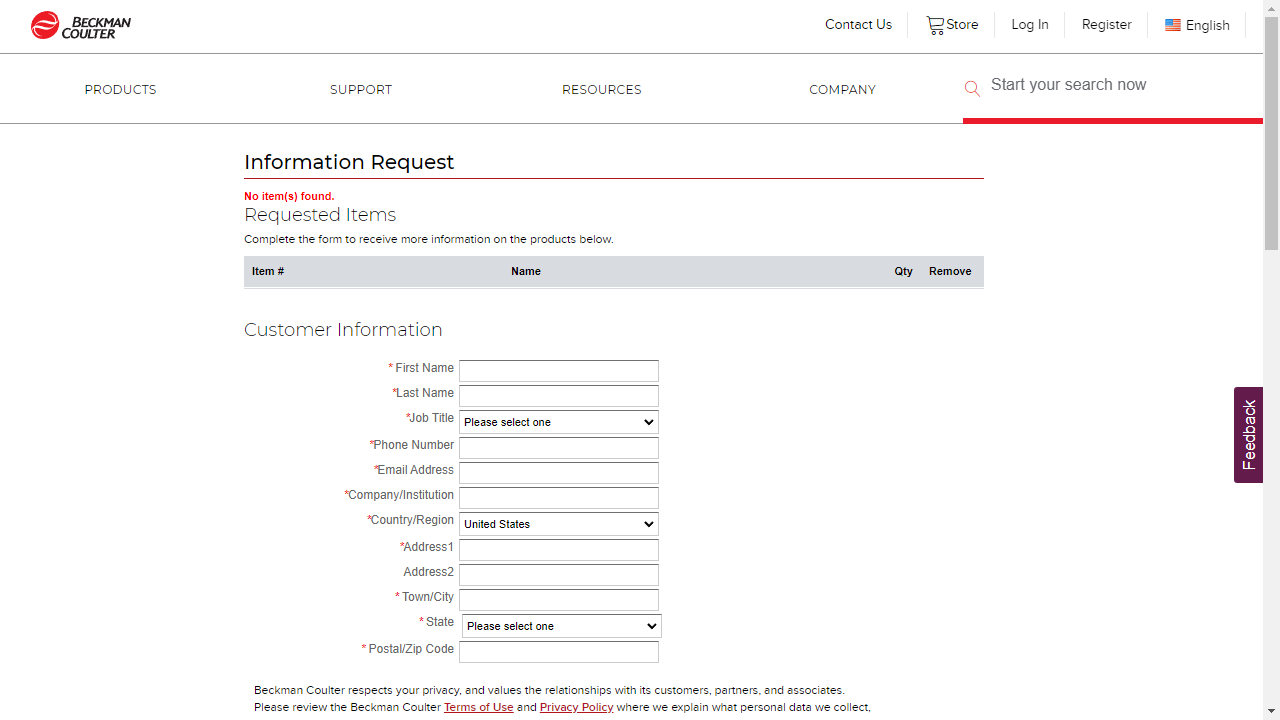 BECKMAN
COULTER
Contact Us
Store
Log In
Register
English
PRODUCTS
SUPPORT
RESOURCES
COMPANY
Start your search now
Information Request
No item(s) found.
Requested Items
Complete the form to receive more information on the products below.
Item # Name Qty Remove
Customer Information
* First Name
*Last Name
*Job Title Please select one
*Phone Number
*Email Address
*Company/Institution
*Country/Region United States
*Address1
Address2
* Town/City
* State Please select one
* Postal/Zip Code
Feedback
Beckman Coulter respects your privacy, and values the relationships with its customers, partners, and associates.
Please review the Beckman Coulter Terms of Use and Privacy Policy where we explain what personal data we collect,